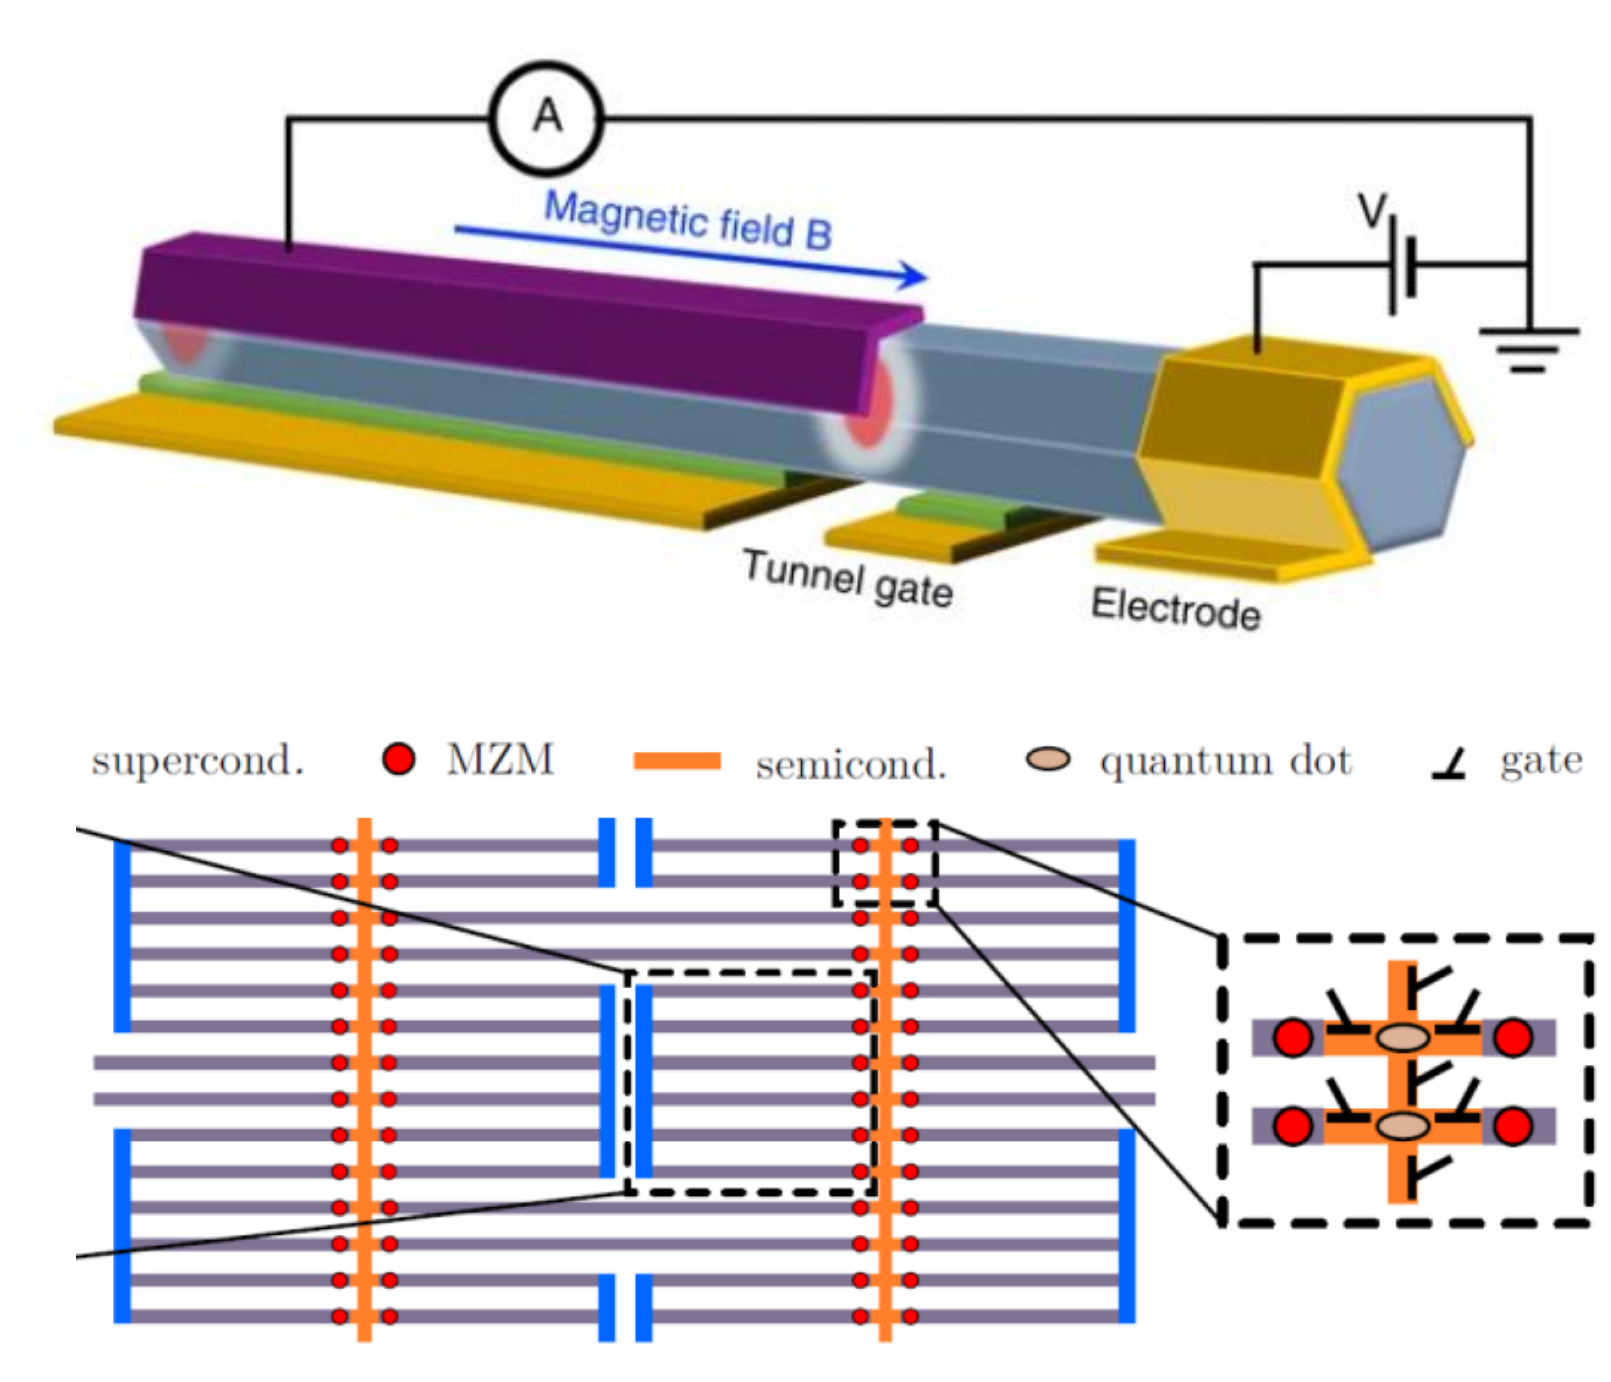 A
Magnetic field B
V
Tunnel gate
Electrode
supercond. MZM semicond. quantum dot gate